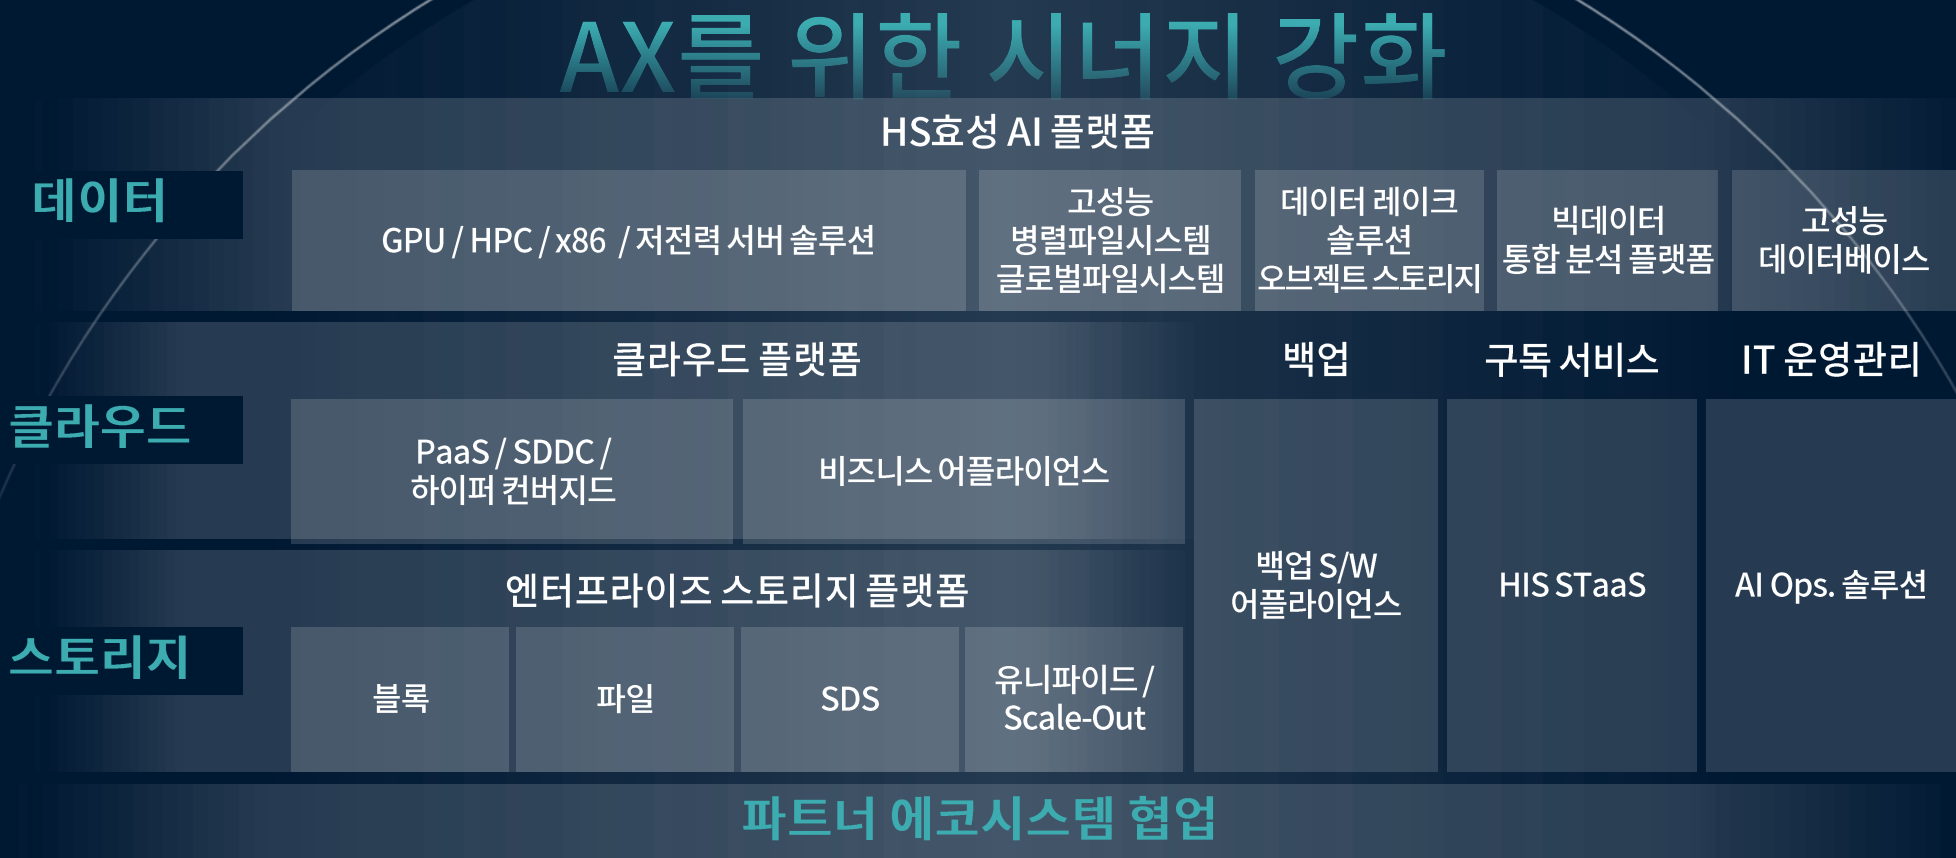 AX를 위한 시너지 강화
HS효성 AI 플랫폼
데이터
GPU / HPC / x86 / 저전력 서버 솔루션
고성능
병렬파일시스템
글로벌파일시스템
데이터 레이크
솔루션
오브젝트 스토리지
빅데이터
통합 분석 플랫폼
고성능
데이터베이스
클라우드 플랫폼
백업
구독 서비스
IT 운영관리
클라우드
PaaS / SDDC /
하이퍼 컨버지드
비즈니스 어플라이언스
백업 S/W
어플라이언스
HIS STaaS
AI Ops. 솔루션
엔터프라이즈 스토리지 플랫폼
스토리지
블록
파일
SDS
유니파이드 /
Scale-Out
파트너 에코시스템 협업